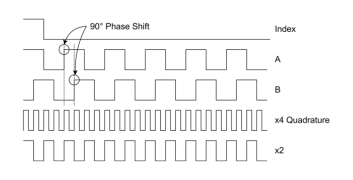 90° Phase Shift
Index
A
B
x4 Quadrature
x2